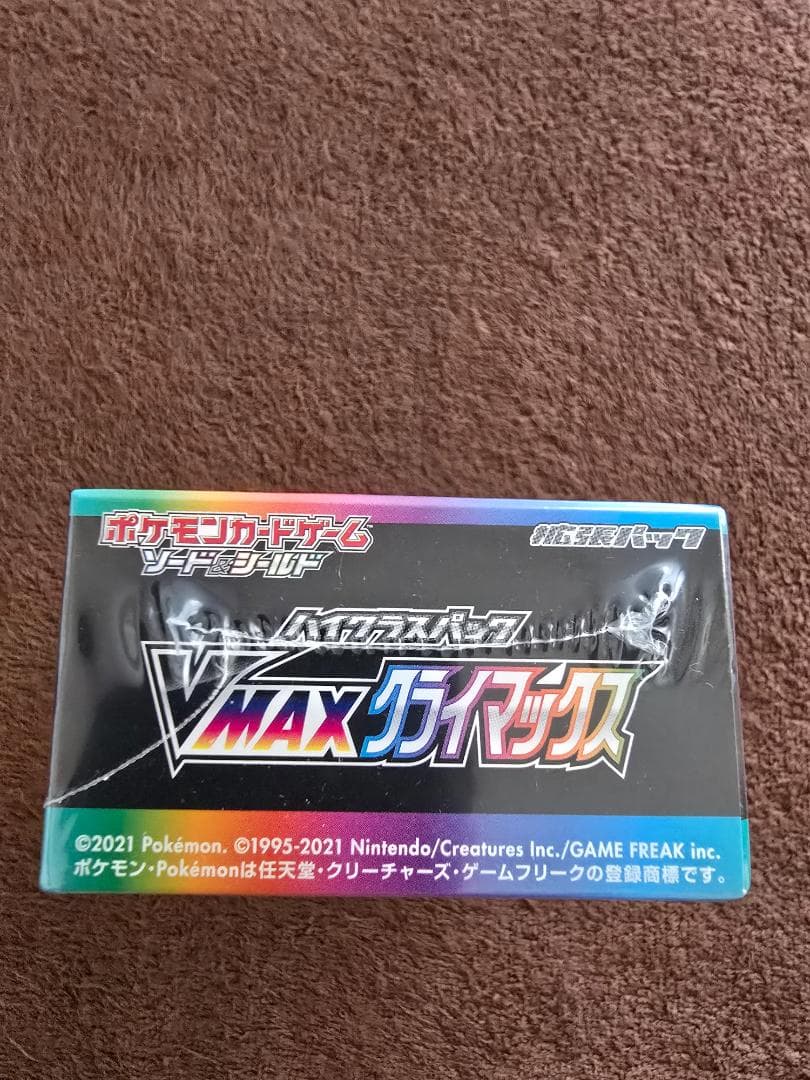 ポケモンカードゲーム
ソード&シールド
拡張パック
ハイクラスパック
VMAXクライマックス
©2021 Pokémon. ©1995-2021 Nintendo/Creatures Inc./GAME FREAK inc.
ポケモン・Pokémonは任天堂・クリーチャーズ・ゲームフリークの登録商標です。